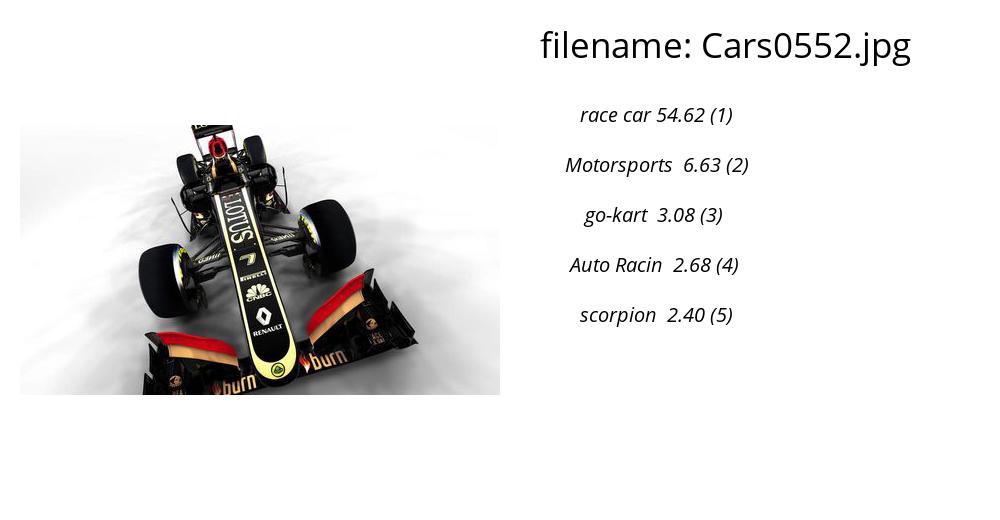 filename: Cars0552.jpg
race car 54.62 (1)
Motorsports 6.63 (2)
go-kart 3.08 (3)
Auto Racin 2.68 (4)
scorpion 2.40 (5)
LOTUS
7
PIRELLI
CNBC
RENAULT
burn
burn